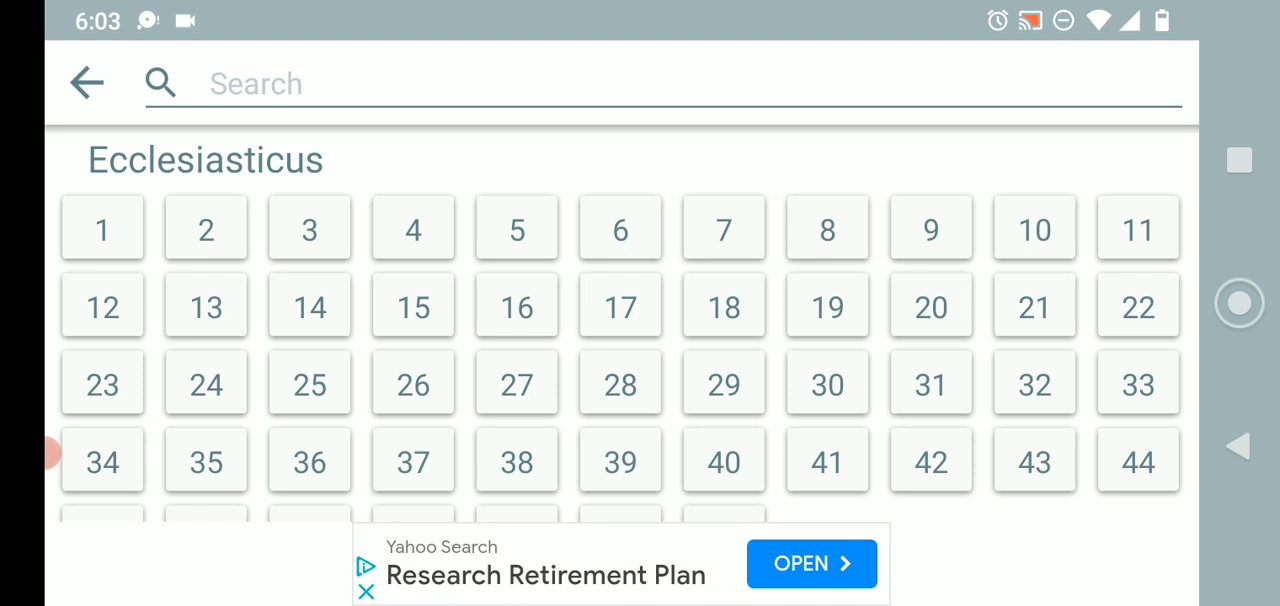 6:03
Search
Ecclesiasticus
1 2 3 4 5 6 7 8 9 10 11
12 13 14 15 16 17 18 19 20 21 22
23 24 25 26 27 28 29 30 31 32 33
34 35 36 37 38 39 40 41 42 43 44
Yahoo Search
Research Retirement Plan
OPEN